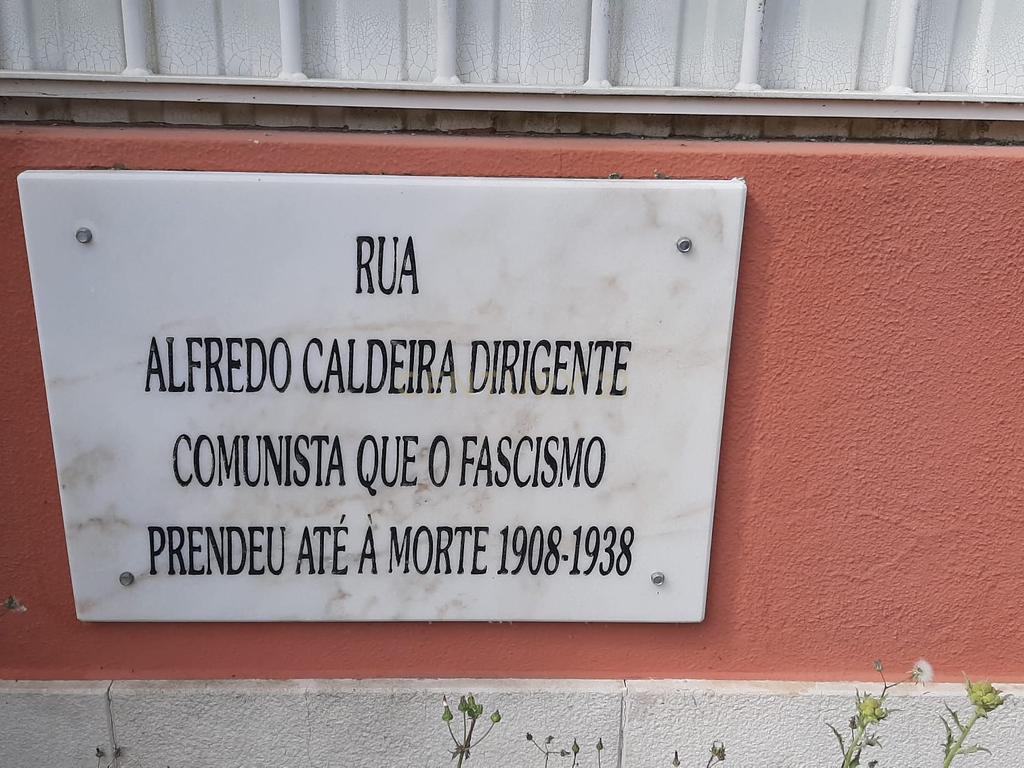 RUA
ALFREDO CALDEIRA DIRIGENTE
COMUNISTA QUE O FASCISMO
PRENDEU ATÉ À MORTE 1908-1938